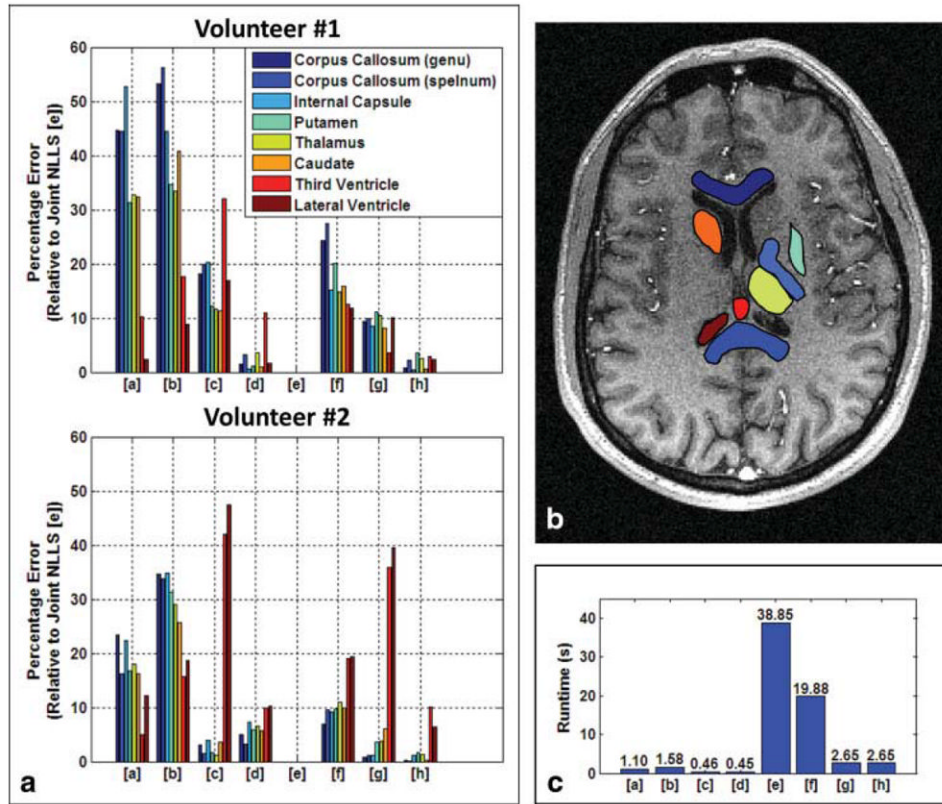 Volunteer #1
Percentage Error
(Relative to Joint NLLS [e])
60
50
40
30
20
10
0
Corpus Callosum (genu)
Corpus Callosum (spelnum)
Internal Capsule
Putamen
Thalamus
Caudate
Third Ventricle
Lateral Ventricle
[a] [b] [c] [d] [e] [f] [g] [h]
Volunteer #2
Percentage Error
(Relative to Joint NLLS [e])
60
50
40
30
20
10
0
[a] [b] [c] [d] [e] [f] [g] [h]
a
b
Runtime (s)
40
20
0
1.10 1.58 0.46 0.45 38.85 19.88 2.65 2.65
[a] [b] [c] [d] [e] [f] [g] [h]
c